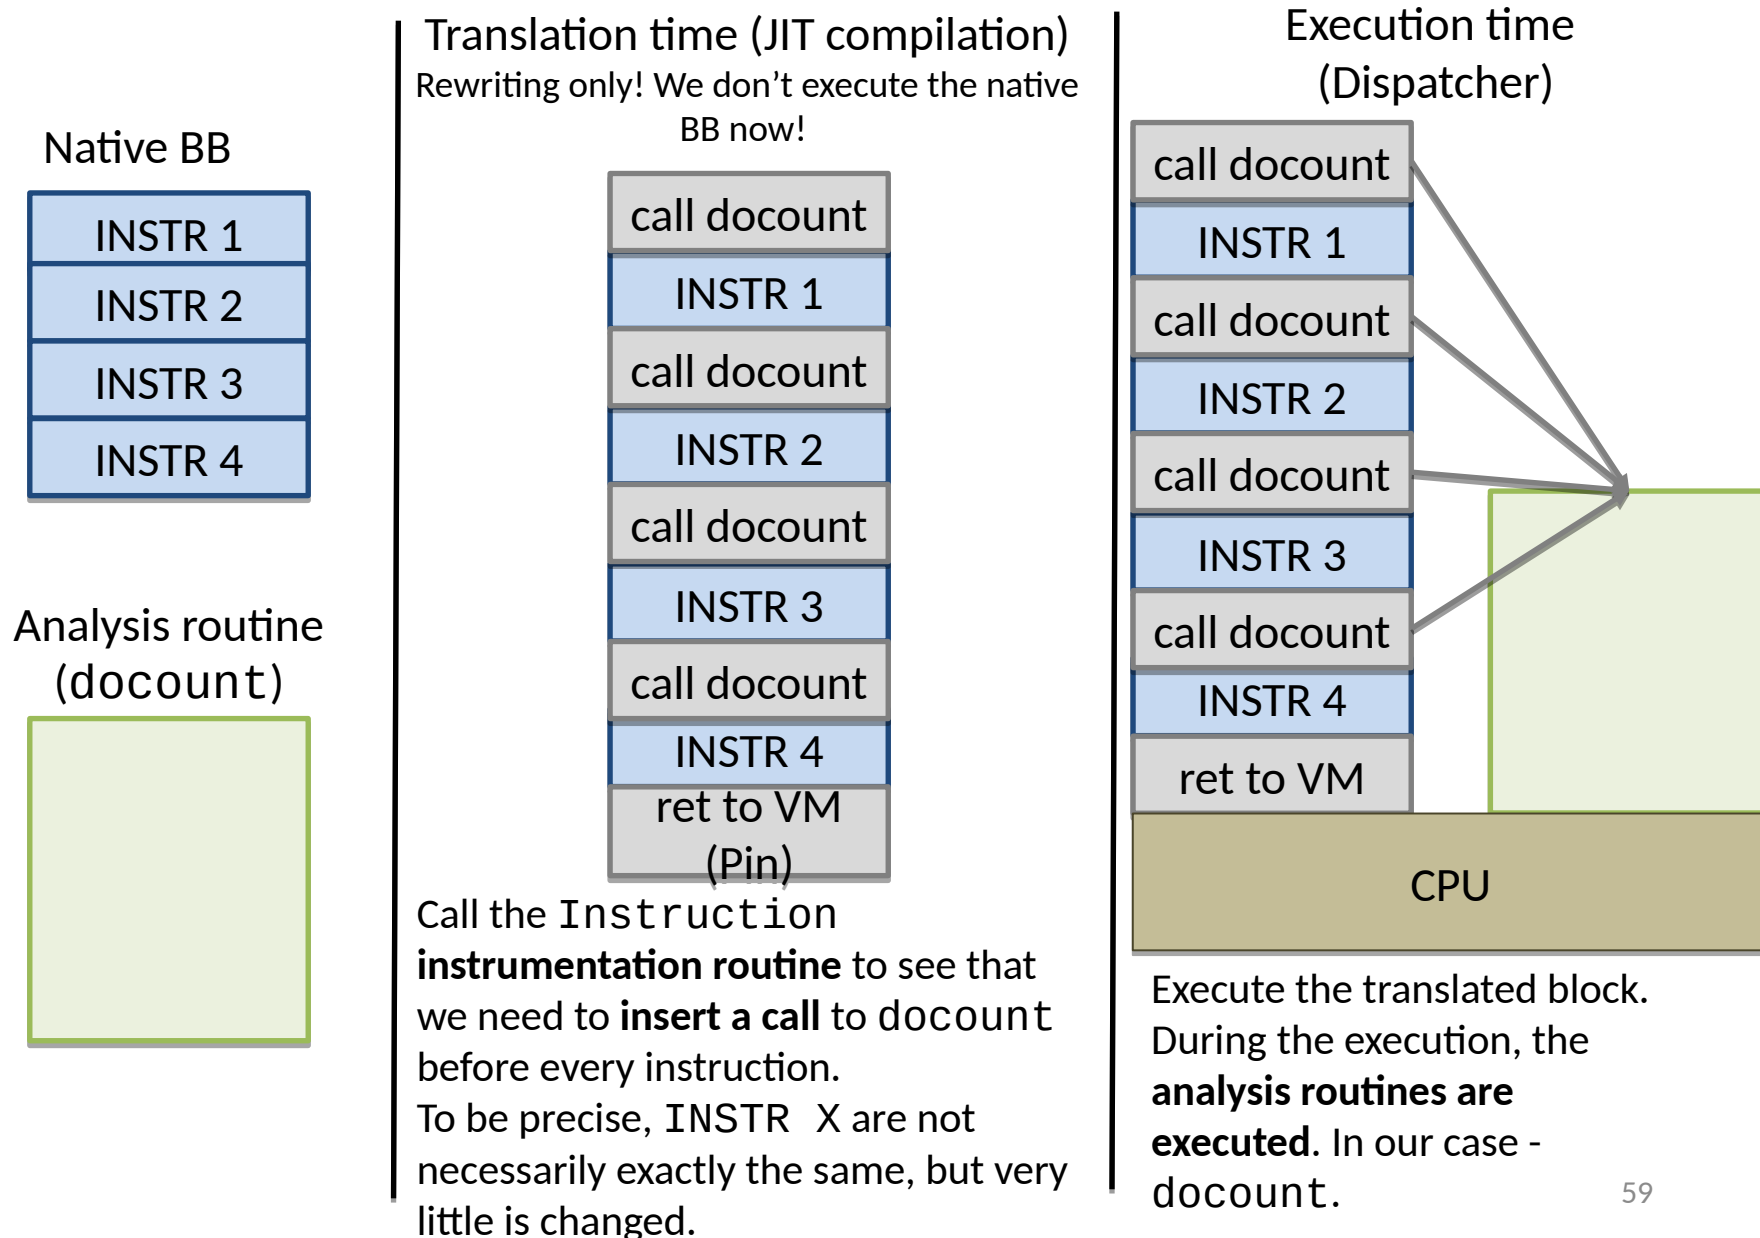 Native BB
INSTR 1
INSTR 2
INSTR 3
INSTR 4
Analysis routine
(docount)
Translation time (JIT compilation)
Rewriting only! We don’t execute the native
BB now!
call docount
INSTR 1
call docount
INSTR 2
call docount
INSTR 3
call docount
INSTR 4
ret to VM
(Pin)
Call the Instruction
instrumentation routine to see that
we need to insert a call to docount
before every instruction.
To be precise, INSTR X are not
necessarily exactly the same, but very
little is changed.
Execution time
(Dispatcher)
call docount
INSTR 1
call docount
INSTR 2
call docount
INSTR 3
call docount
INSTR 4
ret to VM
CPU
Execute the translated block.
During the execution, the
analysis routines are
executed. In our case -
docount.
59